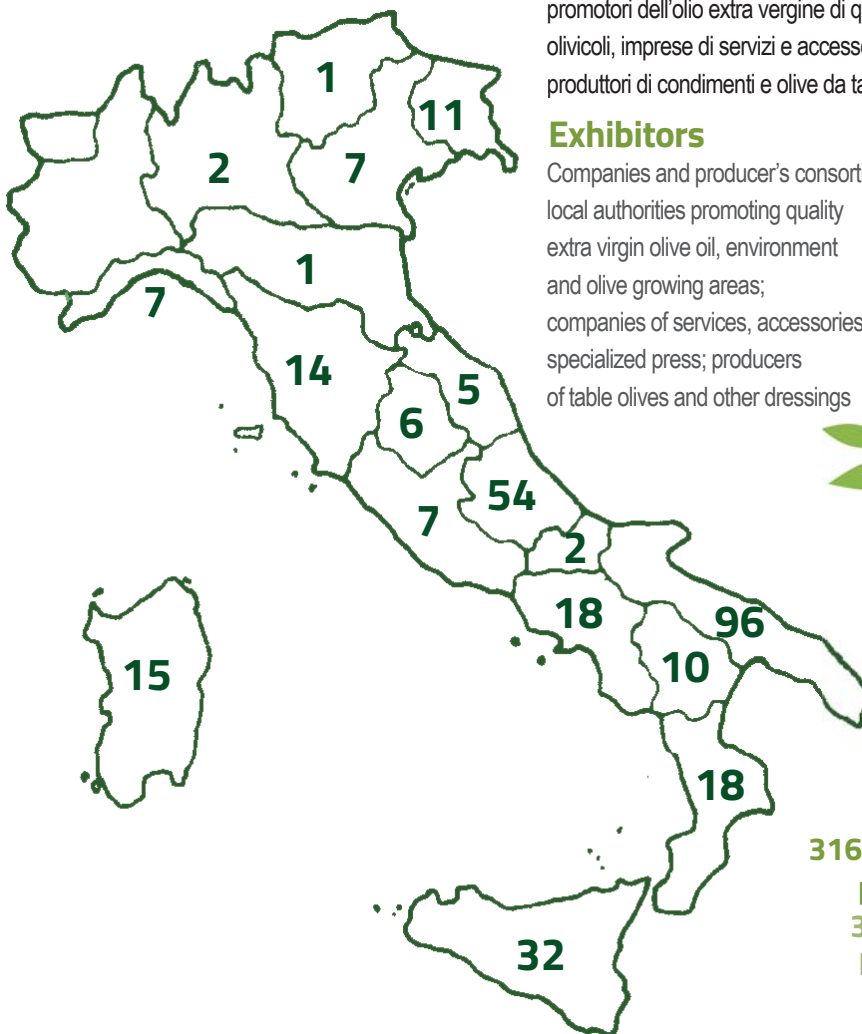 promotori dell'olio extra vergine di
olivicoli, imprese di servizi e
produttori di condimenti e olive da
Exhibitors
Companies and producer's
local authorities promoting quality
extra virgin olive oil, environment
and olive growing areas;
companies of services, accessories
specialized press; producers
of table olives and other dressings
1
11
2
7
1
7
14
5
6
54
7
2
18
96
15
10
18
316
32